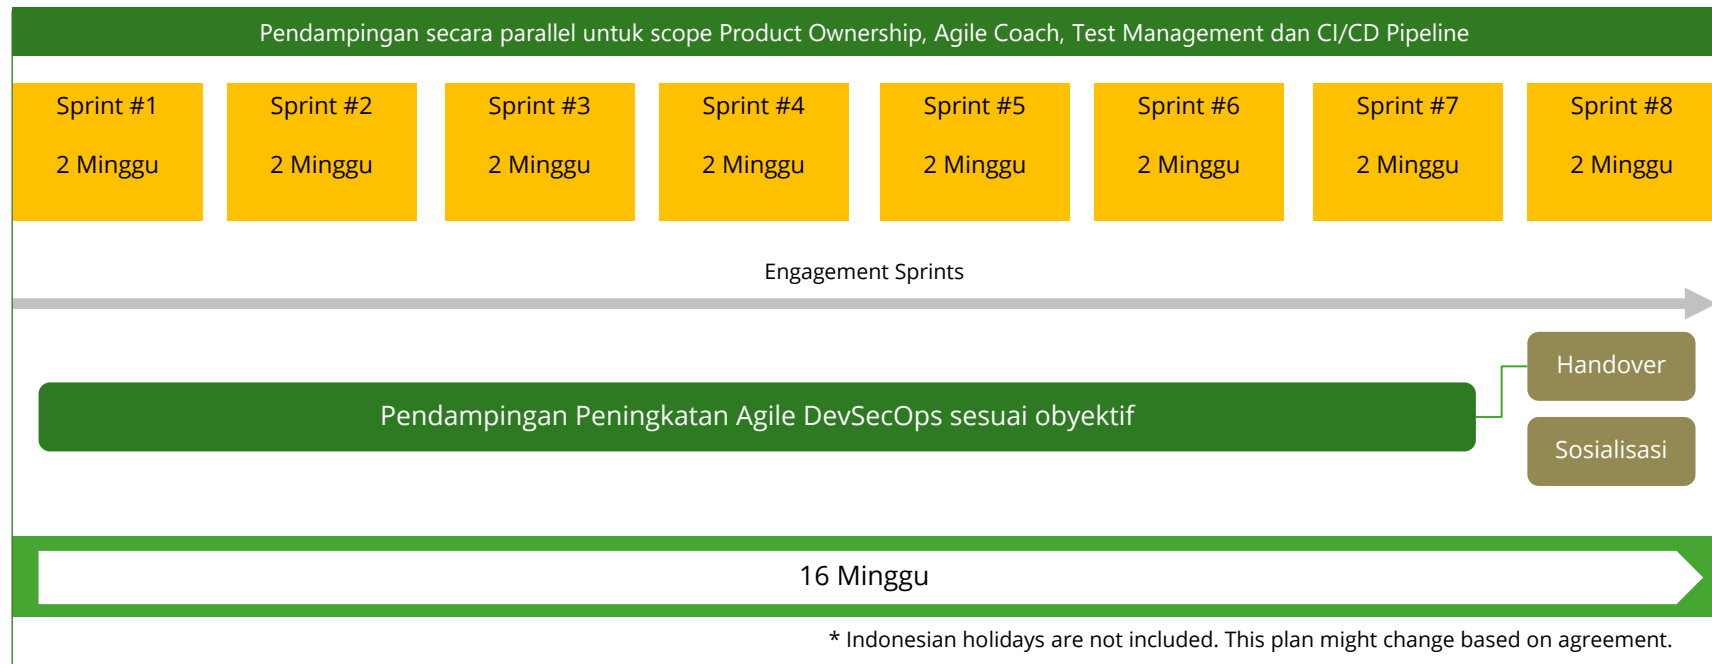 Pendampingan secara parallel untuk scope Product Ownership, Agile Coach, Test Management dan CI/CD Pipeline
Sprint #1
2 Minggu
Sprint #2
2 Minggu
Sprint #3
2 Minggu
Sprint #4
2 Minggu
Sprint #5
2 Minggu
Sprint #6
2 Minggu
Sprint #7
2 Minggu
Sprint #8
2 Minggu
Engagement Sprints
Pendampingan Peningkatan Agile DevSecOps sesuai obyektif
Handover
Sosialisasi
16 Minggu
* Indonesian holidays are not included. This plan might change based on agreement.